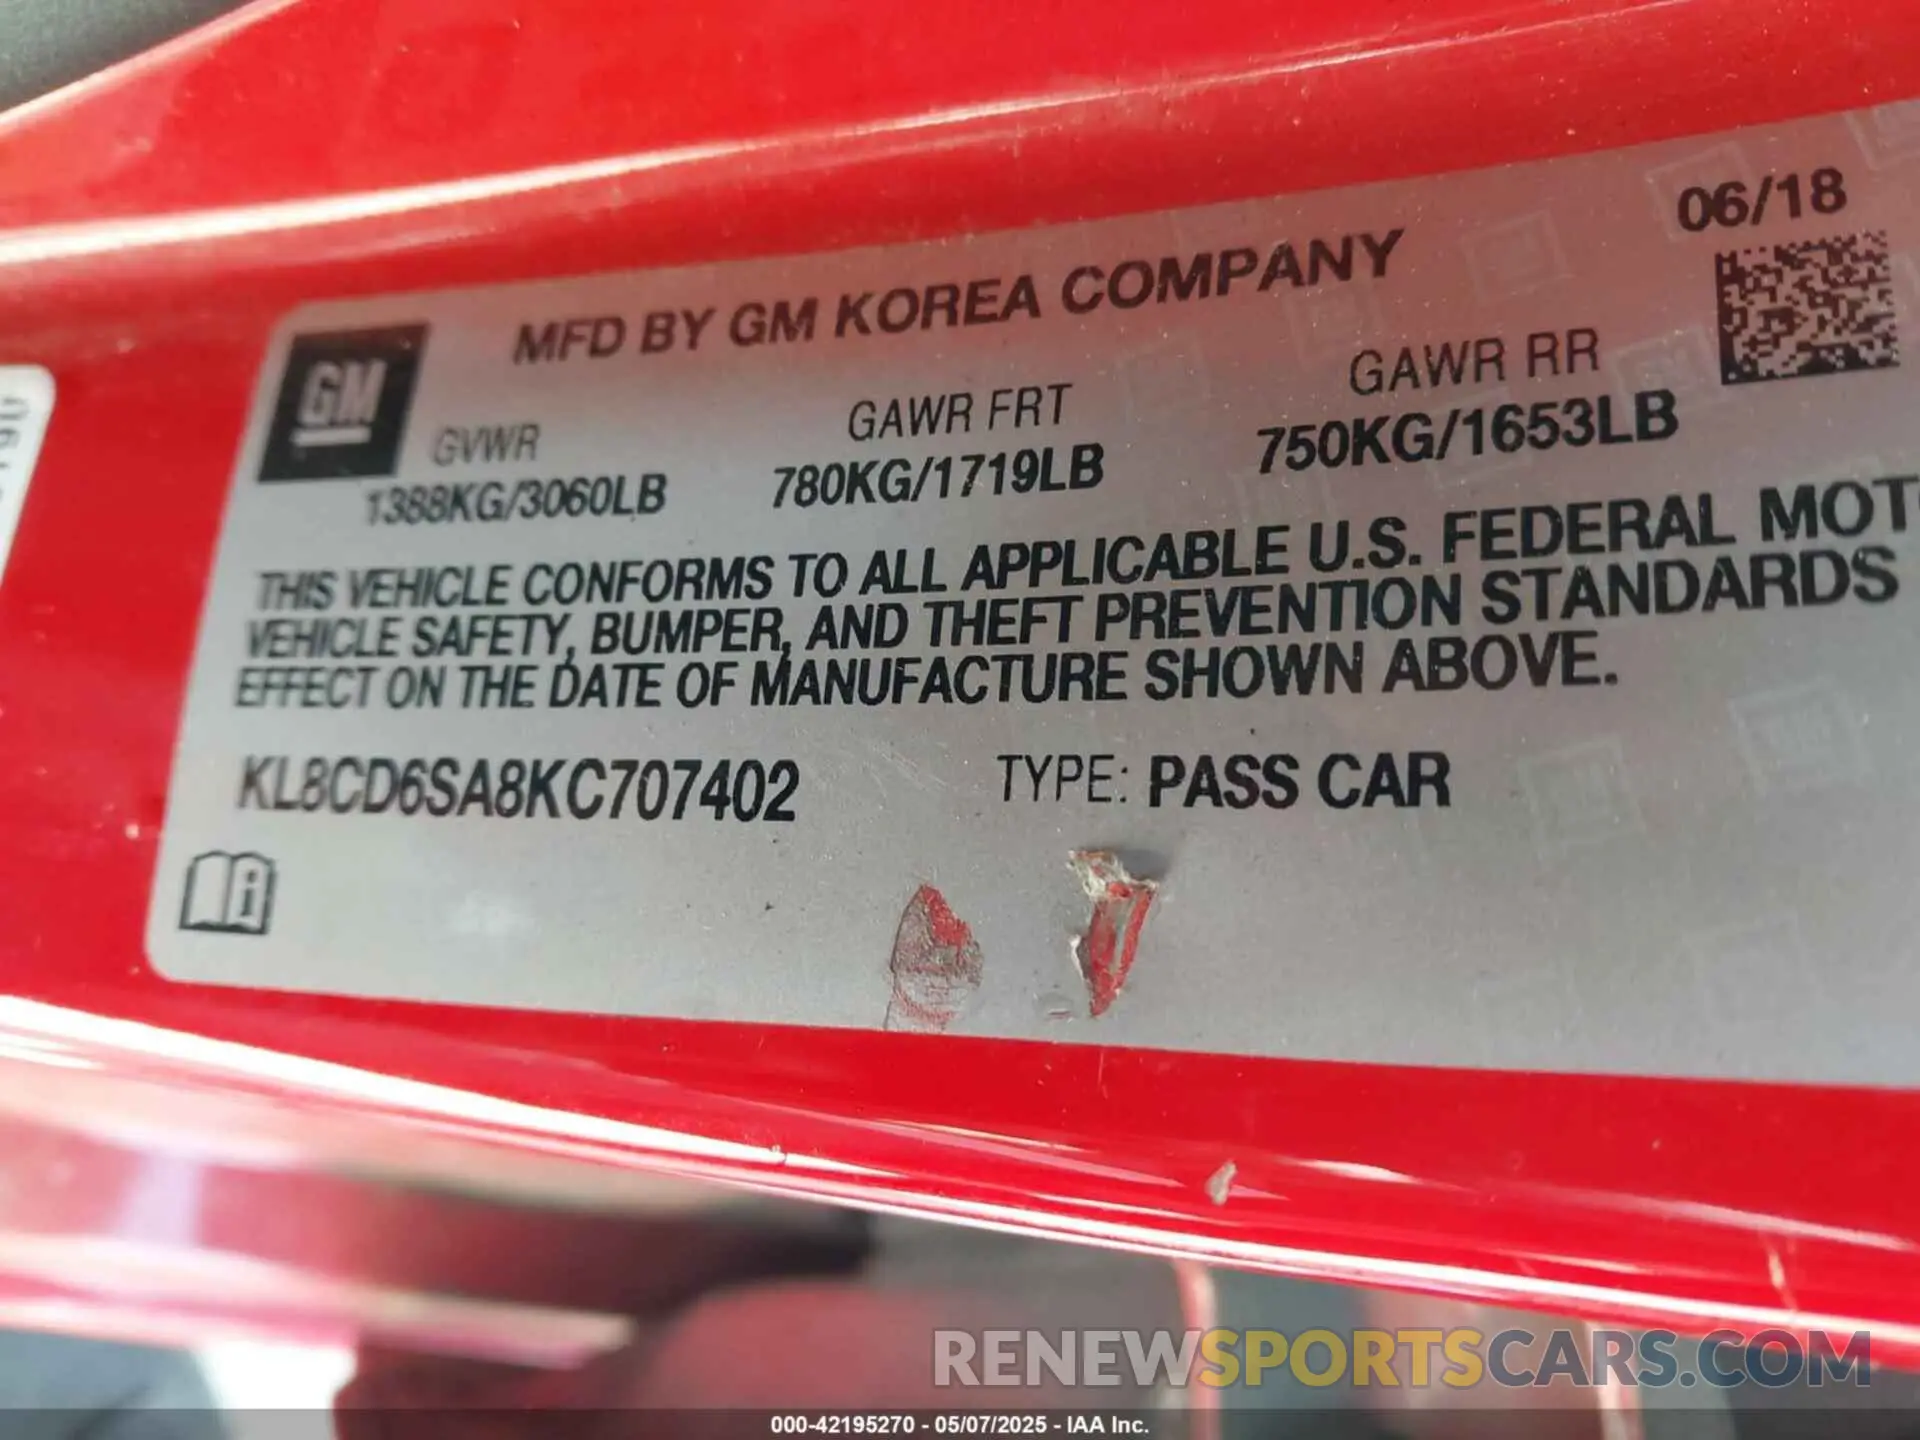 06/18
MFD BY GM KOREA COMPANY
GM
GVWR GAWR FRT GAWR RR
1388KG/3060LB 780KG/1719LB 750KG/1653LB
THIS VEHICLE CONFORMS TO ALL APPLICABLE U.S. FEDERAL MOT
VEHICLE SAFETY, BUMPER, AND THEFT PREVENTION STANDARDS
EFFECT ON THE DATE OF MANUFACTURE SHOWN ABOVE.
KL8CD6SA8KC707402 TYPE: PASS CAR
RENEWSPORTSCARS.COM
000-42195270 - 05/07/2025 - IAA Inc.